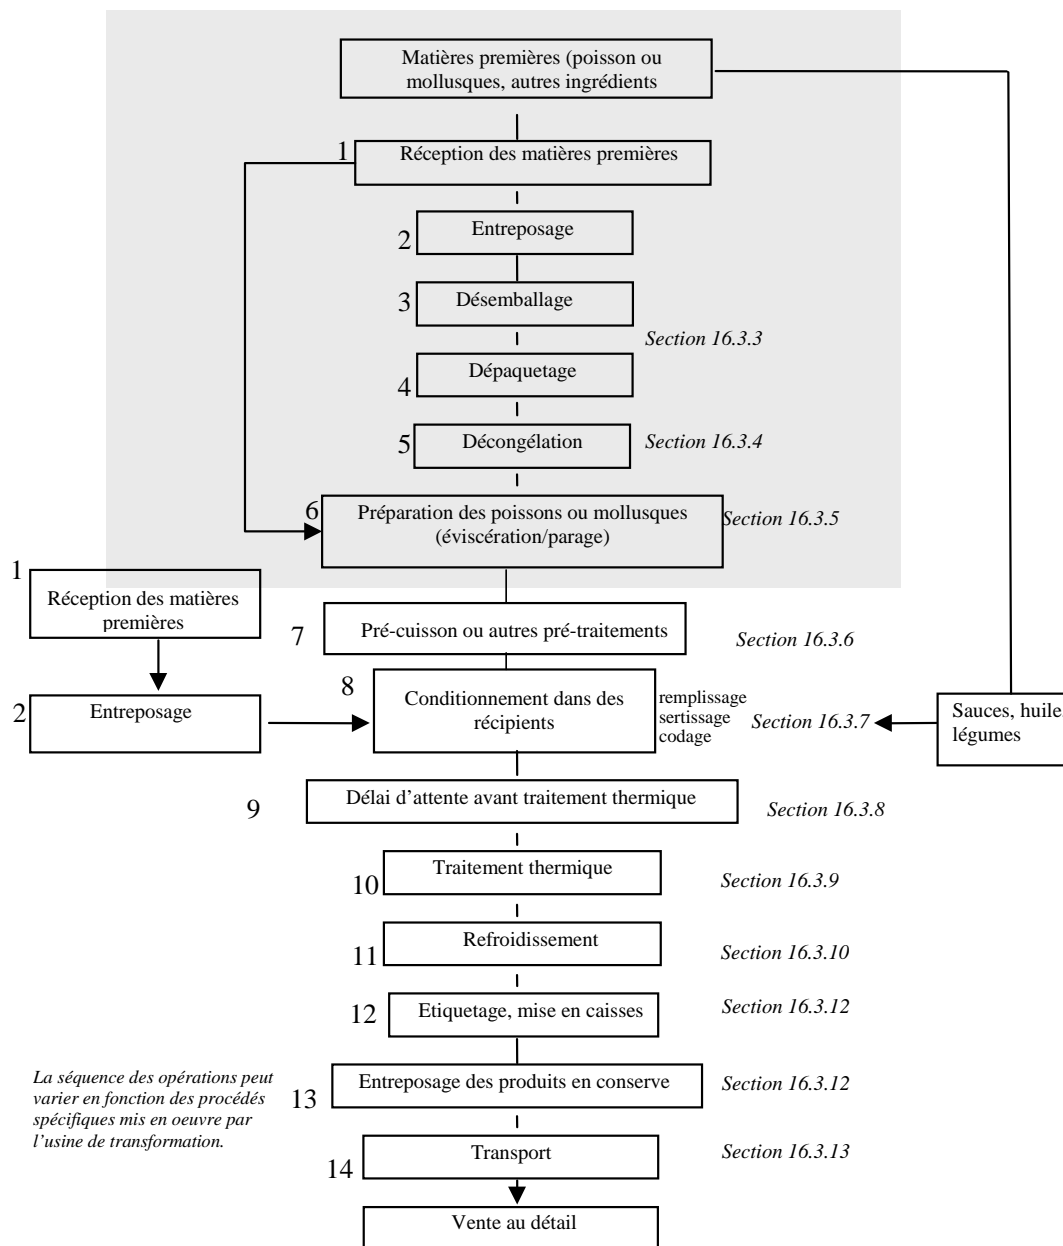 Matières premières (poisson ou
mollusques, autres ingrédients
1
Réception des matières premières
2
Entreposage
3
Désemballage
Section 16.3.3
4
Dépaquetage
5
Décongélation
Section 16.3.4
6
Préparation des poissons ou mollusques
(éviscération/parage)
Section 16.3.5
1
Réception des matières
premières
7
Pré-cuisson ou autres pré-traitements
Section 16.3.6
2
Entreposage
8
Conditionnement dans des
récipients
remplissage
sertissage
codage
Section 16.3.7
Sauces, huile,
légumes
9
Délai d’attente avant traitement thermique
Section 16.3.8
10
Traitement thermique
Section 16.3.9
11
Refroidissement
Section 16.3.10
12
Etiquetage, mise en caisses
Section 16.3.12
La séquence des opérations peut
varier en fonction des procédés
spécifiques mis en oeuvre par
l’usine de transformation.
13
Entreposage des produits en conserve
Section 16.3.12
14
Transport
Section 16.3.13
Vente au détail